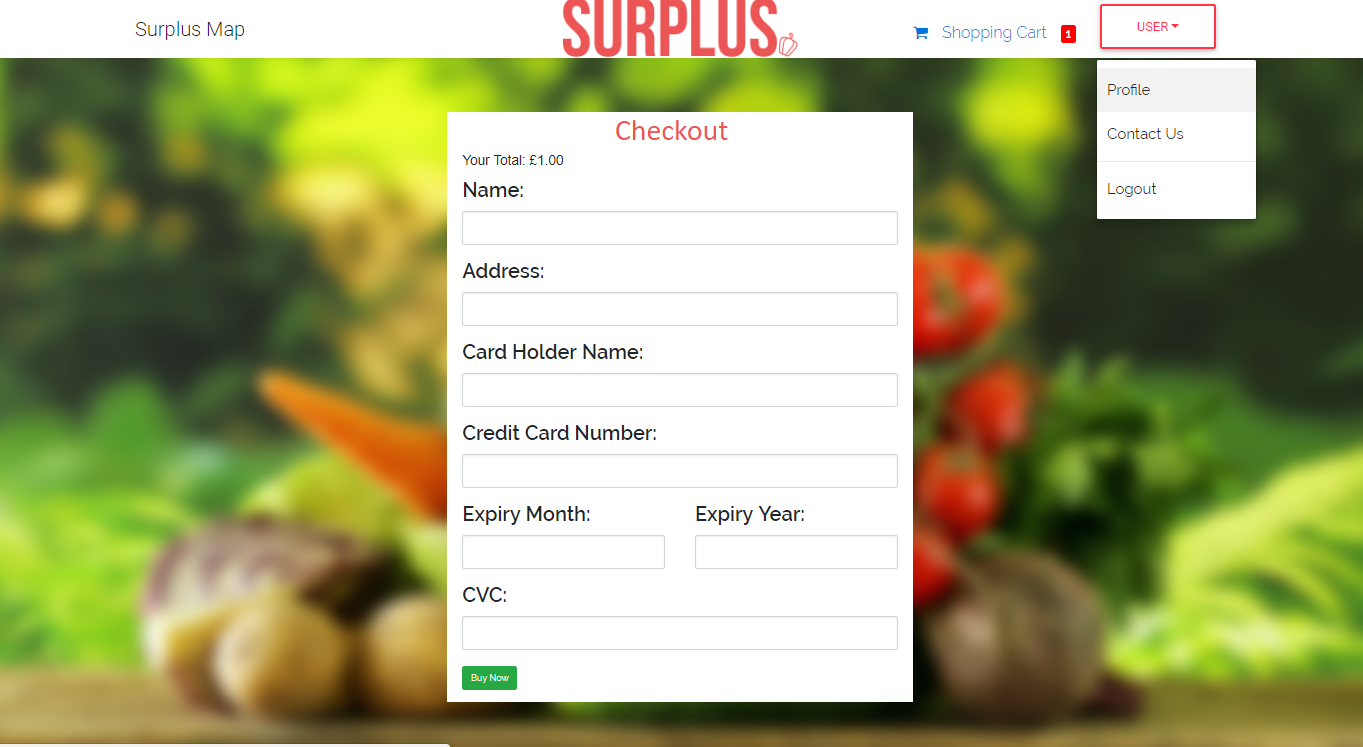 Surplus Map
SURPLUS
Shopping Cart 1
USER
Profile
Contact Us
Logout
Checkout
Your Total: £1.00
Name:
Address:
Card Holder Name:
Credit Card Number:
Expiry Month: Expiry Year:
CVC:
Buy Now